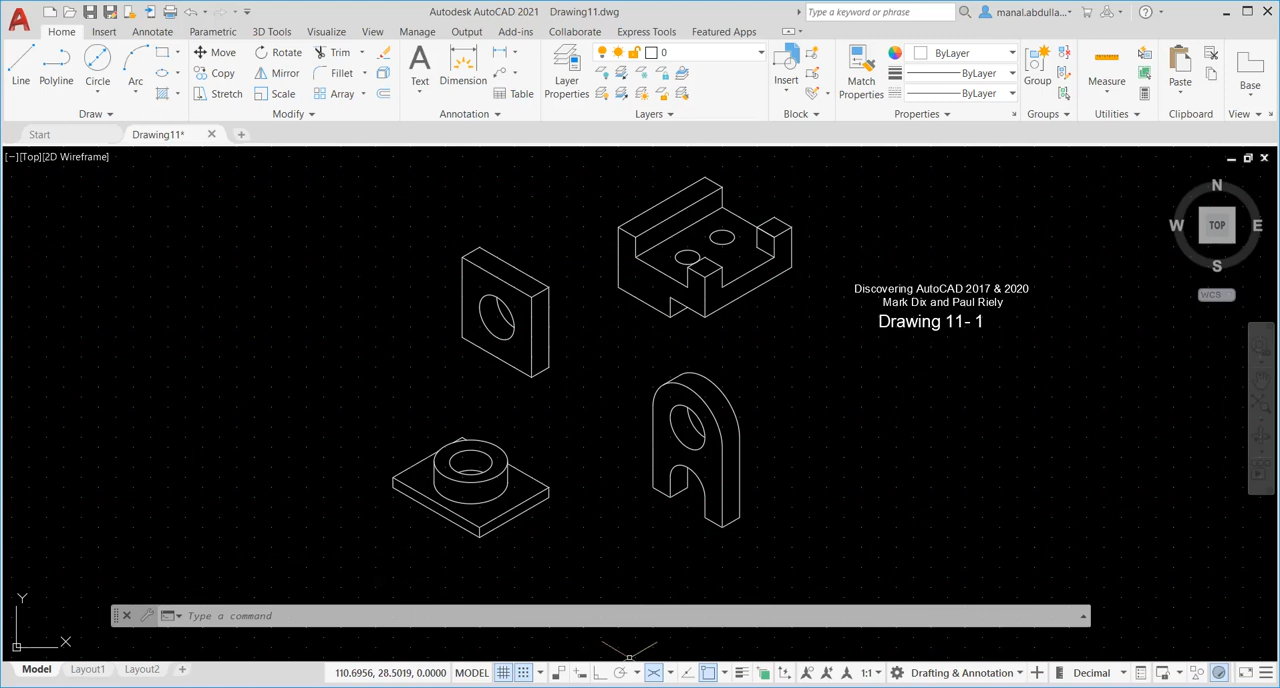 Autodesk AutoCAD 2021 Drawing11.dwg
Type a keyword or phrase
manal.abdulla...
Home Insert Annotate Parametric 3D Tools Visualize View Manage Output Add-ins Collaborate Express Tools Featured Apps
Line
Polyline
Circle
Arc
Draw
Move
Copy
Stretch
Rotate
Mirror
Scale
Trim
Fillet
Array
Modify
Text
Dimension
Table
Annotation
Layer
Properties
0
Layers
Insert
Block
Match
Properties
ByLayer
ByLayer
ByLayer
Properties
Group
Groups
Measure
Utilities
Paste
Clipboard
Base
View
Start
Drawing11*
[−][Top][2D Wireframe]
N
W TOP E
S
WCS
Discovering AutoCAD 2017 & 2020
Mark Dix and Paul Riely
Drawing 11- 1
Y
X
Type a command
Model Layout1 Layout2
110.6956, 28.5019, 0.0000 MODEL 1:1 Drafting & Annotation Decimal